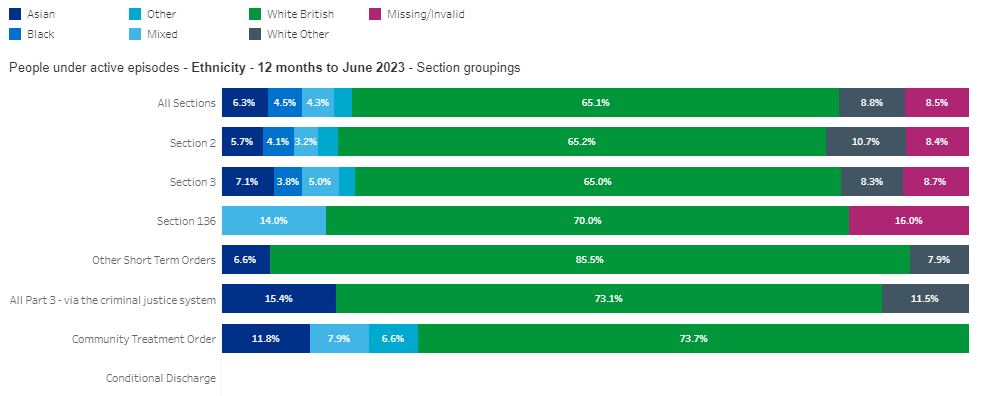 Asian Other White British Missing/Invalid
Black Mixed White Other
People under active episodes - Ethnicity - 12 months to June 2023 - Section groupings
All Sections 6.3% 4.5% 4.3% 65.1% 8.8% 8.5%
Section 2 5.7% 4.1% 3.2% 65.2% 10.7% 8.4%
Section 3 7.1% 3.8% 5.0% 65.0% 8.3% 8.7%
Section 136 14.0% 70.0% 16.0%
Other Short Term Orders 6.6% 85.5% 7.9%
All Part 3 - via the criminal justice system 15.4% 73.1% 11.5%
Community Treatment Order 11.8% 7.9% 6.6% 73.7%
Conditional Discharge